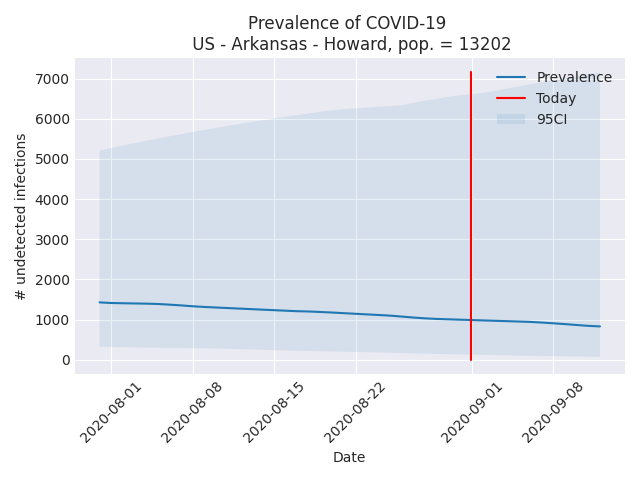 Prevalence of COVID-19
US - Arkansas - Howard, pop. = 13202
7000
6000
5000
4000
3000
2000
1000
0
# undetected infections
Prevalence
Today
95CI
2020-08-01
2020-08-08
2020-08-15
2020-08-22
2020-09-01
2020-09-08
Date